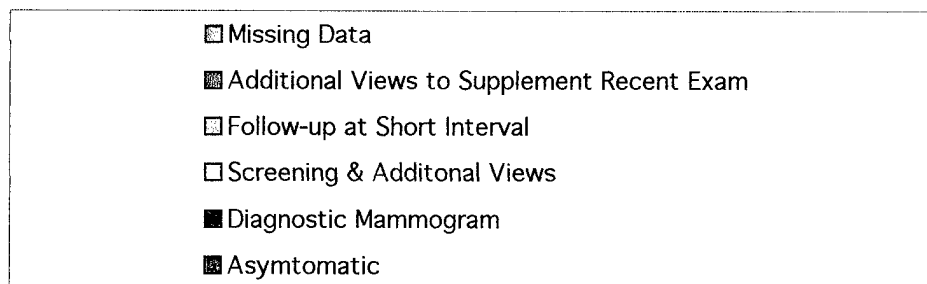 Missing Data
Additional Views to Supplement Recent Exam
Follow-up at Short Interval
Screening & Additonal Views
Diagnostic Mammogram
Asymtomatic